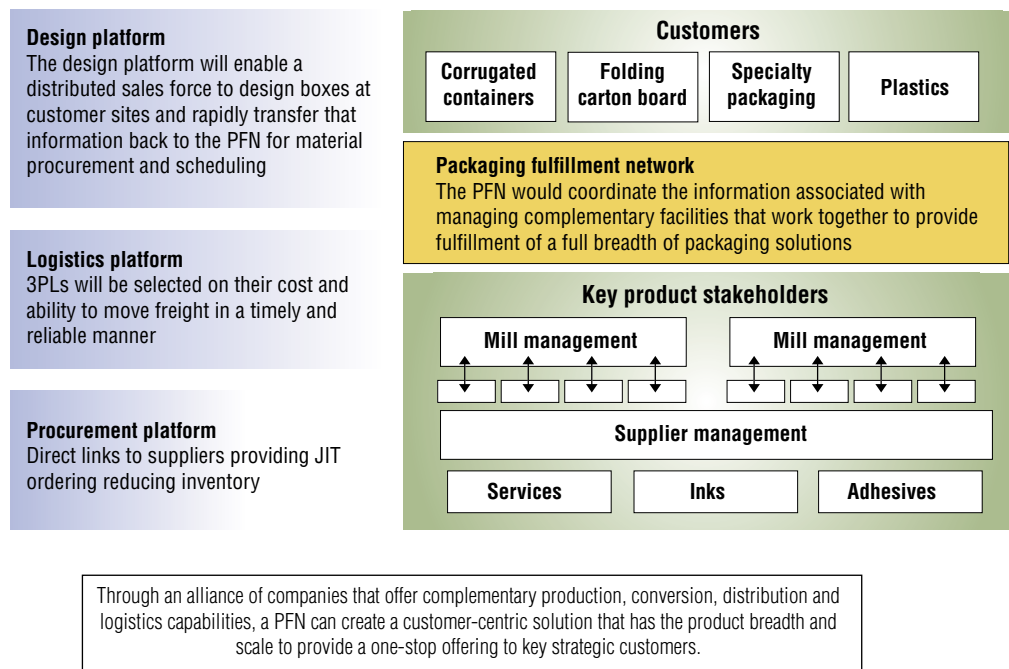 Design platform
The design platform will enable a
distributed sales force to design boxes at
customer sites and rapidly transfer that
information back to the PFN for material
procurement and scheduling
Logistics platform
3PLs will be selected on their cost and
ability to move freight in a timely and
reliable manner
Procurement platform
Direct links to suppliers providing JIT
ordering reducing inventory
Customers
Corrugated
containers
Folding
carton board
Specialty
packaging
Plastics
Packaging fulfillment network
The PFN would coordinate the information associated with
managing complementary facilities that work together to provide
fulfillment of a full breadth of packaging solutions
Key product stakeholders
Mill management
Mill management
Supplier management
Services
Inks
Adhesives
Through an alliance of companies that offer complementary production, conversion, distribution and
logistics capabilities, a PFN can create a customer-centric solution that has the product breadth and
scale to provide a one-stop offering to key strategic customers.